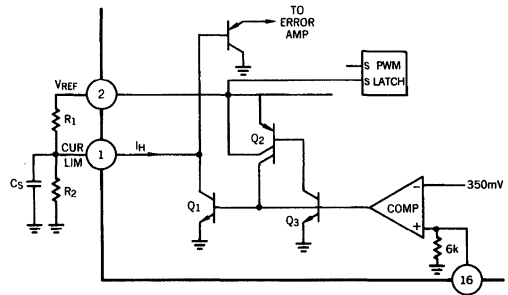 TO
ERROR
AMP
S PWM
S LATCH
VREF
2
R1
Q2
CUR
LIM
1
IH
CS
R2
Q1
Q3
COMP
−
350mV
+
6k
16